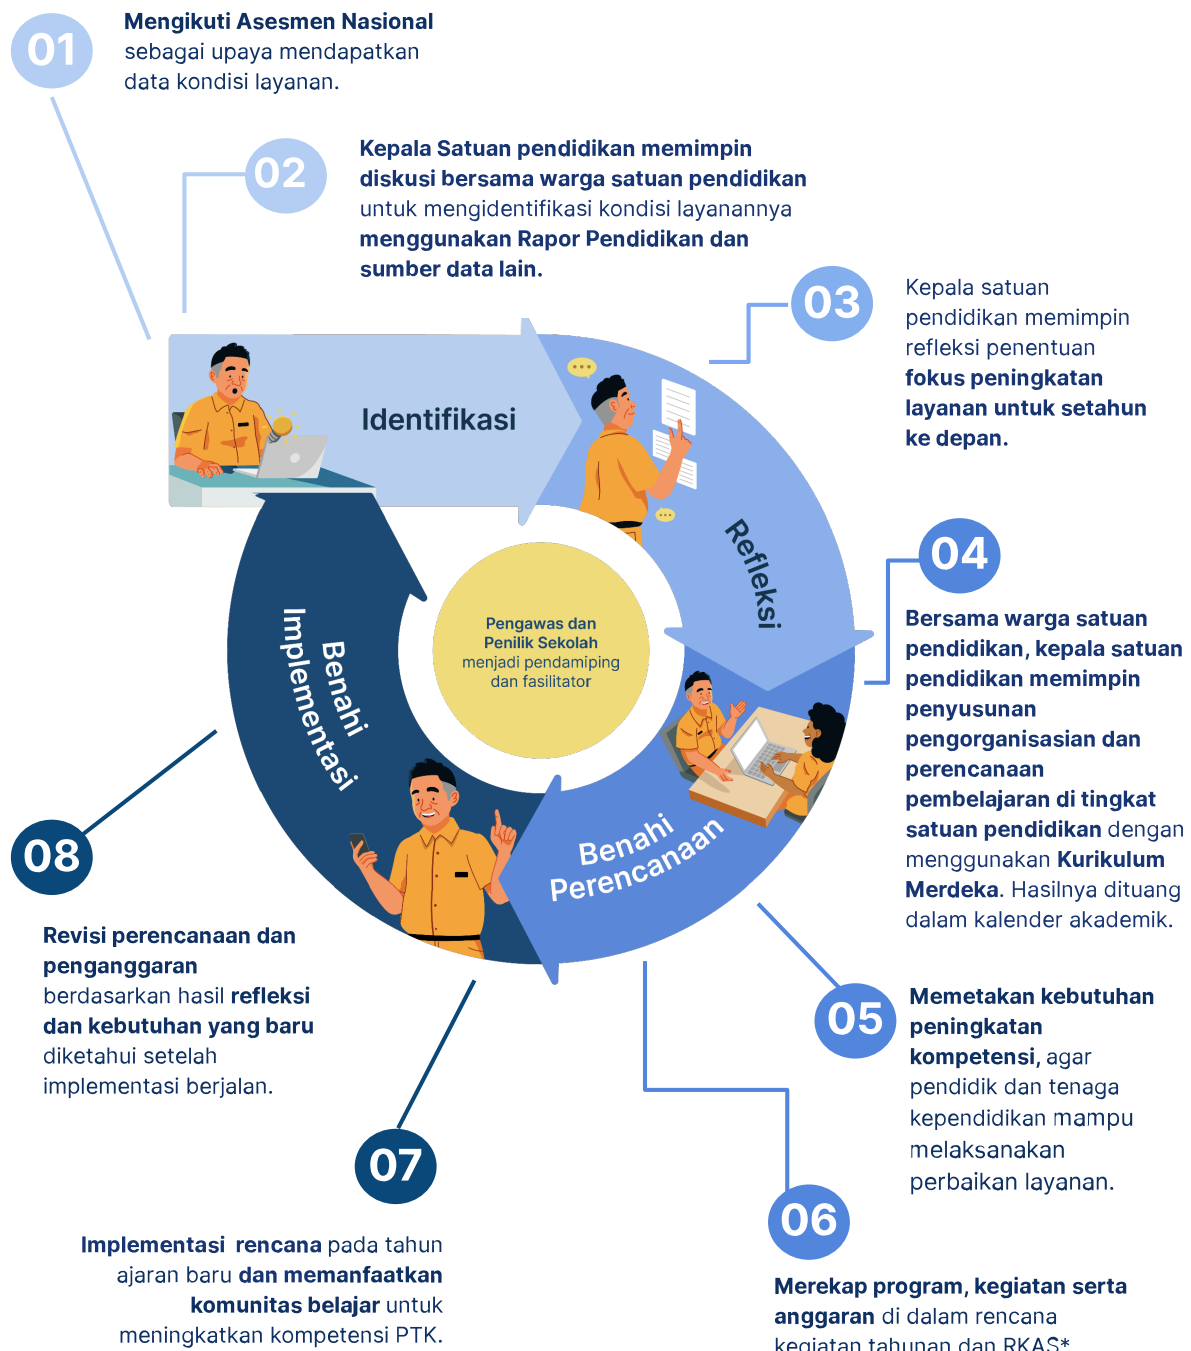 01
Mengikuti Asesmen Nasional
sebagai upaya mendapatkan
data kondisi layanan.
02
Kepala Satuan pendidikan memimpin
diskusi bersama warga satuan pendidikan
untuk mengidentifikasi kondisi layanannya
menggunakan Rapor Pendidikan dan
sumber data lain.
03
Kepala satuan
pendidikan memimpin
refleksi penentuan
fokus peningkatan
layanan untuk setahun
ke depan.
Identifikasi
Refleksi
04
Bersama warga satuan
pendidikan, kepala satuan
pendidikan memimpin
penyusunan
pengorganisasian dan
perencanaan
pembelajaran di tingkat
satuan pendidikan dengan
menggunakan Kurikulum
Merdeka. Hasilnya dituang
dalam kalender akademik.
Pengawas dan
Penilik Sekolah
menjadi pendamiping
dan fasilitator
Benahi
Implementasi
Benahi
Perencanaan
05
Memetakan kebutuhan
peningkatan
kompetensi, agar
pendidik dan tenaga
kependidikan mampu
melaksanakan
perbaikan layanan.
08
Revisi perencanaan dan
penganggaran
berdasarkan hasil refleksi
dan kebutuhan yang baru
diketahui setelah
implementasi berjalan.
07
Implementasi rencana pada tahun
ajaran baru dan memanfaatkan
komunitas belajar untuk
meningkatkan kompetensi PTK.
06
Merekap program, kegiatan serta
anggaran di dalam rencana
kegiatan tahunan dan RKAS*